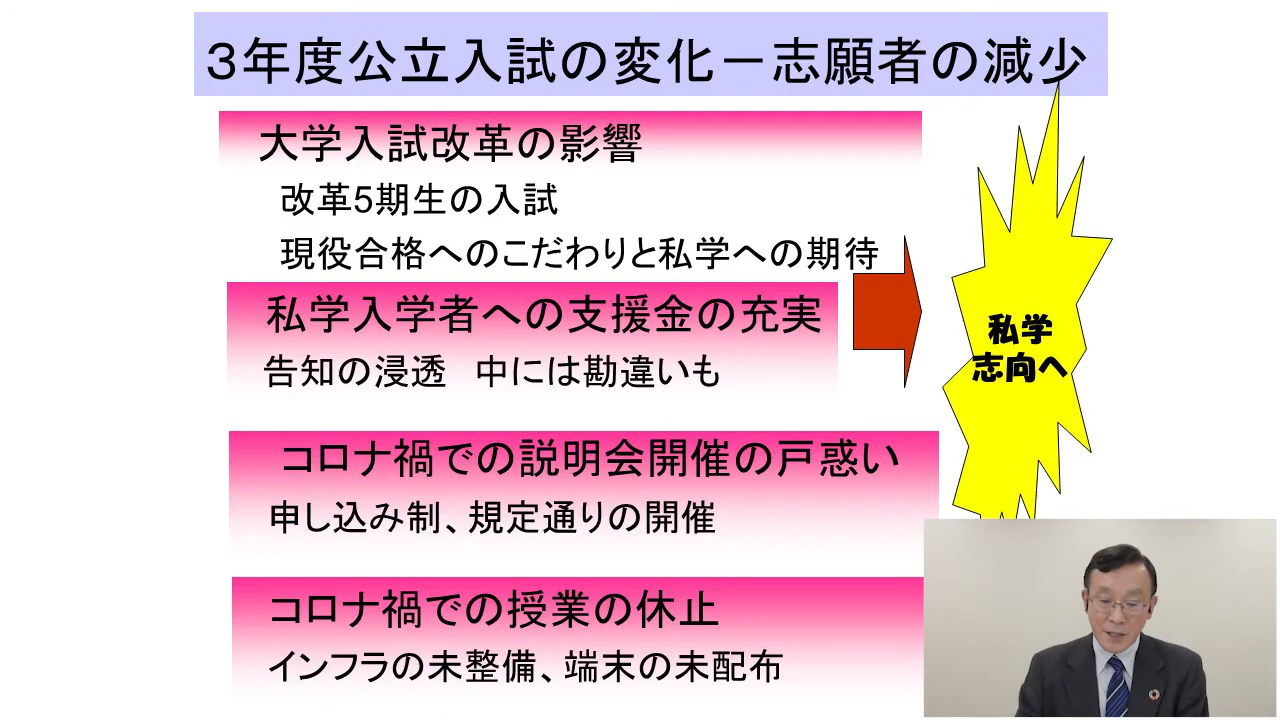 ３年度公立入試の変化－志願者の減少
大学入試改革の影響
改革5期生の入試
現役合格へのこだわりと私学への期待
私学入学者への支援金の充実
告知の浸透　中には勘違いも
コロナ禍での説明会開催の戸惑い
申し込み制、規定通りの開催
コロナ禍での授業の休止
インフラの未整備、端末の未配布
私学
志向へ